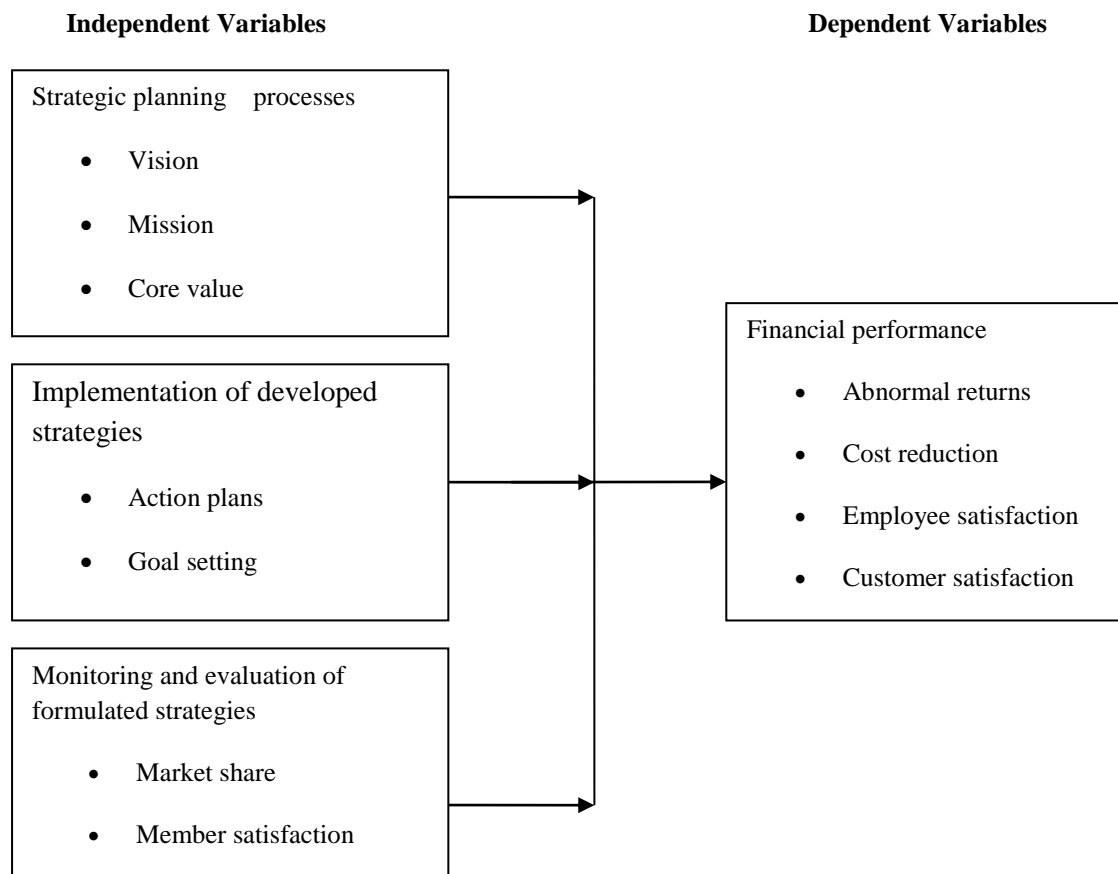 Independent Variables
Dependent Variables
Strategic planning processes
• Vision
• Mission
• Core value
Implementation of developed
strategies
• Action plans
• Goal setting
Monitoring and evaluation of
formulated strategies
• Market share
• Member satisfaction
Financial performance
• Abnormal returns
• Cost reduction
• Employee satisfaction
• Customer satisfaction